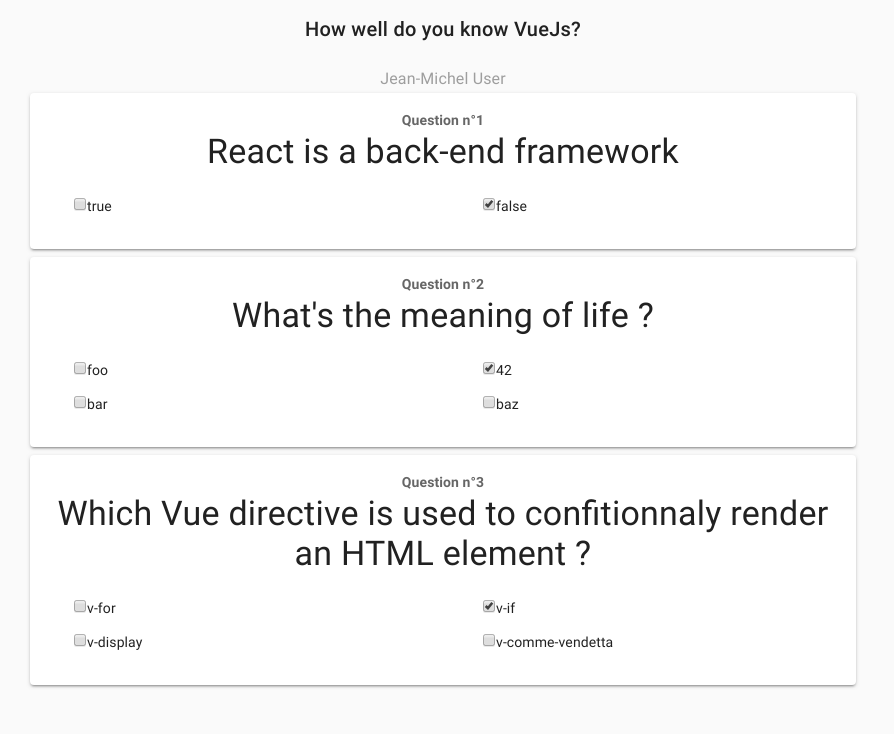 How well do you know VueJs?
Jean-Michel User
Question n°1
React is a back-end framework
true
false
Question n°2
What's the meaning of life ?
foo
42
bar
baz
Question n°3
Which Vue directive is used to confitionnaly render
an HTML element ?
v-for
v-if
v-display
v-comme-vendetta